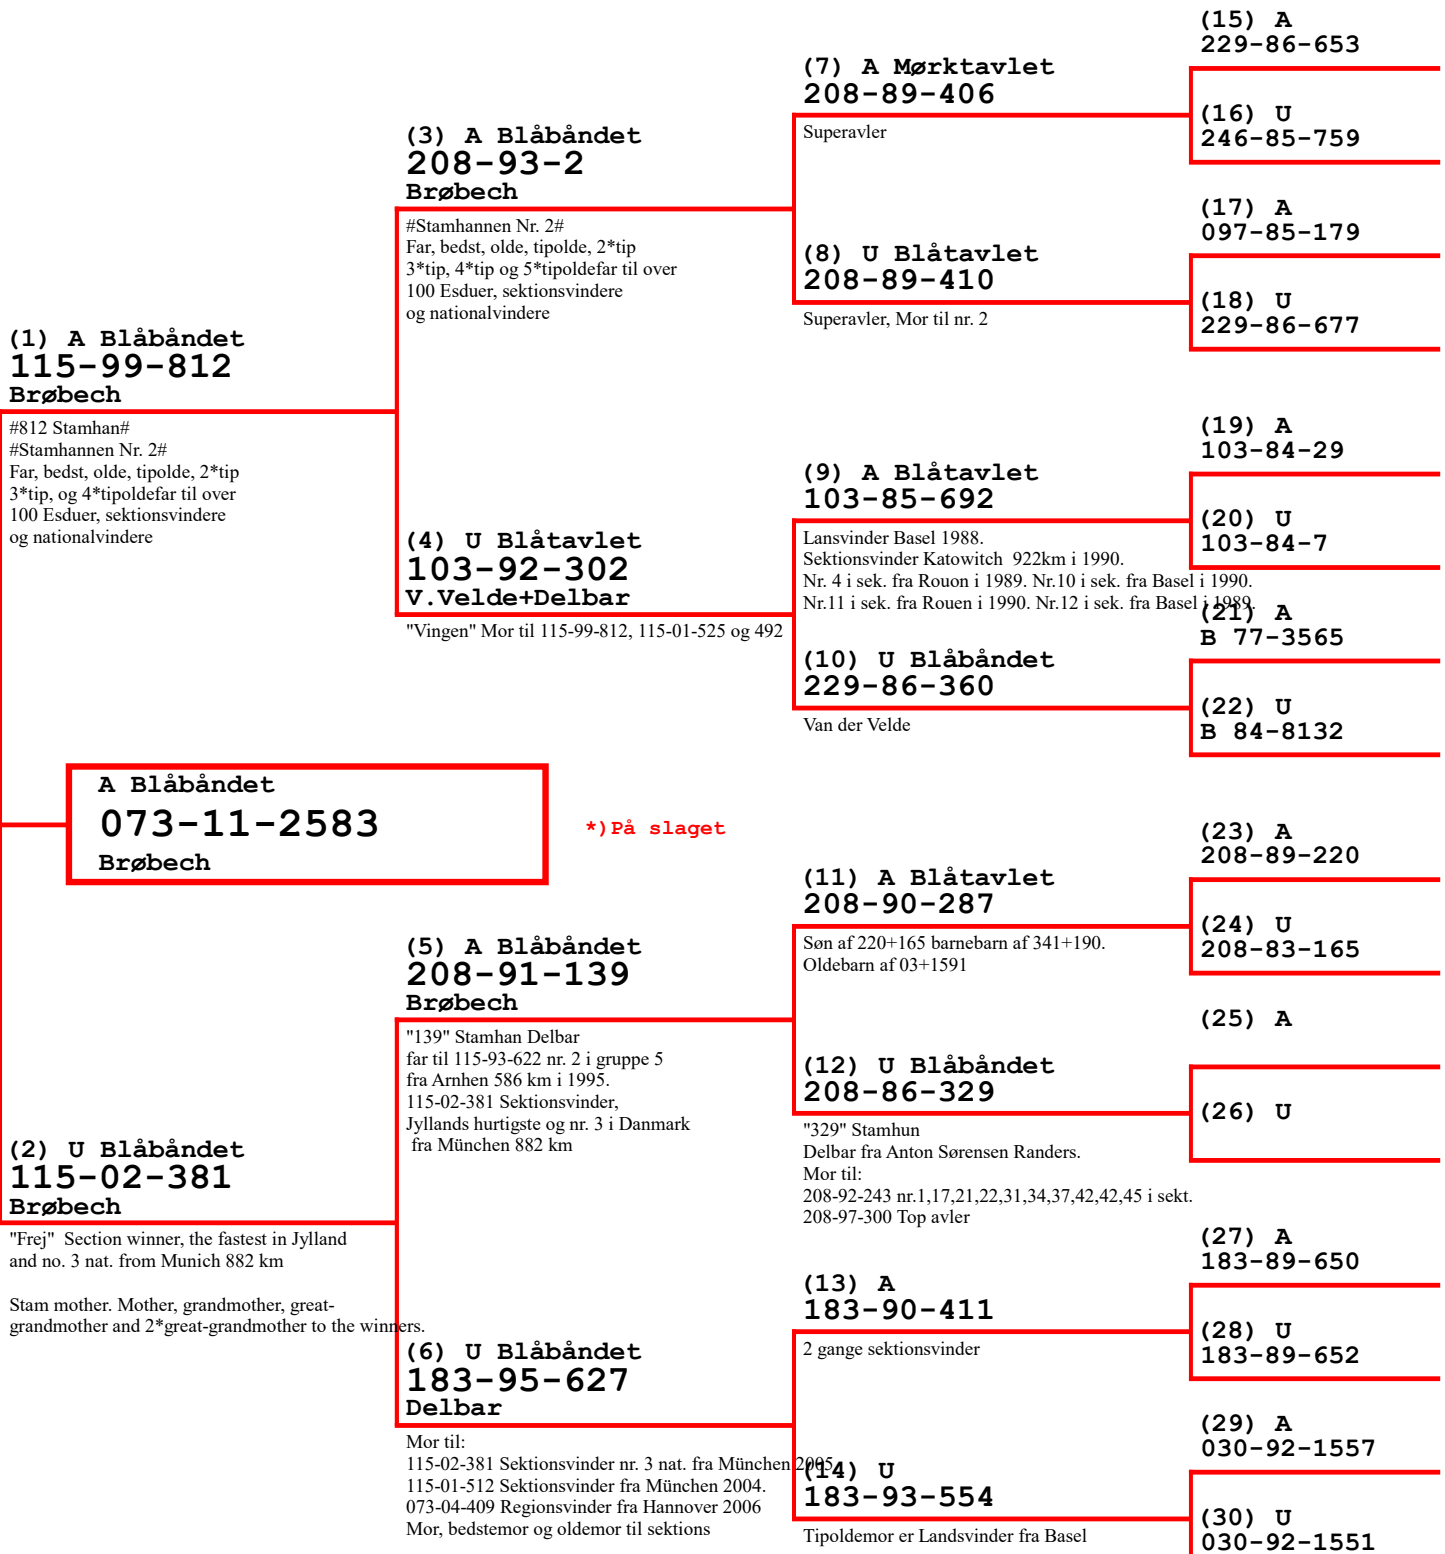 (1) A Blåbåndet
115-99-812
Brøbech
#812 Stamhan#
#Stamhannen Nr. 2#
Far, bedst, olde, tipolde, 2*tip
3*tip, og 4*tipoldefar til over
100 Esduer, sektionsvindere
og nationalvindere
A Blåbåndet
073-11-2583
Brøbech
*)På slaget
(2) U Blåbåndet
115-02-381
Brøbech
"Frej" Section winner, the fastest in Jylland
and no. 3 nat. from Munich 882 km
Stam mother. Mother, grandmother, great-
grandmother and 2*great-grandmother to the winners.
(3) A Blåbåndet
208-93-2
Brøbech
#Stamhannen Nr. 2#
Far, bedst, olde, tipolde, 2*tip
3*tip, 4*tip og 5*tipoldefar til over
100 Esduer, sektionsvindere
og nationalvindere
(4) U Blåtavlet
103-92-302
V.Velde+Delbar
"Vingen" Mor til 115-99-812, 115-01-525 og 492
(5) A Blåbåndet
208-91-139
Brøbech
"139" Stamhan Delbar
far til 115-93-622 nr. 2 i gruppe 5
fra Arnhen 586 km i 1995.
115-02-381 Sektionsvinder,
Jyllands hurtigste og nr. 3 i Danmark
fra München 882 km
(6) U Blåbåndet
183-95-627
Delbar
Mor til:
115-02-381 Sektionsvinder nr. 3 nat. fra München 2005.
115-01-512 Sektionsvinder fra München 2004.
073-04-409 Regionsvinder fra Hannover 2006
Mor, bedstemor og oldemor til sektions
(7) A Mørktavlet
208-89-406
Superavler
(8) U Blåtavlet
208-89-410
Superavler, Mor til nr. 2
(9) A Blåtavlet
103-85-692
Lansvinder Basel 1988.
Sektionsvinder Katowitch 922km i 1990.
Nr. 4 i sek. fra Rouon i 1989. Nr.10 i sek. fra Basel i 1990.
Nr.11 i sek. fra Rouen i 1990. Nr.12 i sek. fra Basel i 1989.
(10) U Blåbåndet
229-86-360
Van der Velde
(11) A Blåtavlet
208-90-287
Søn af 220+165 barnebarn af 341+190.
Oldebarn af 03+1591
(12) U Blåbåndet
208-86-329
"329" Stamhun
Delbar fra Anton Sørensen Randers.
Mor til:
208-92-243 nr.1,17,21,22,31,34,37,42,42,45 i sekt.
208-97-300 Top avler
(13) A
183-90-411
2 gange sektionsvinder
(14) U
183-93-554
Tipoldemor er Landsvinder fra Basel
(15) A
229-86-653
(16) U
246-85-759
(17) A
097-85-179
(18) U
229-86-677
(19) A
103-84-29
(20) U
103-84-7
(21) A
B 77-3565
(22) U
B 84-8132
(23) A
208-89-220
(24) U
208-83-165
(25) A
(26) U
(27) A
183-89-650
(28) U
183-89-652
(29) A
030-92-1557
(30) U
030-92-1551